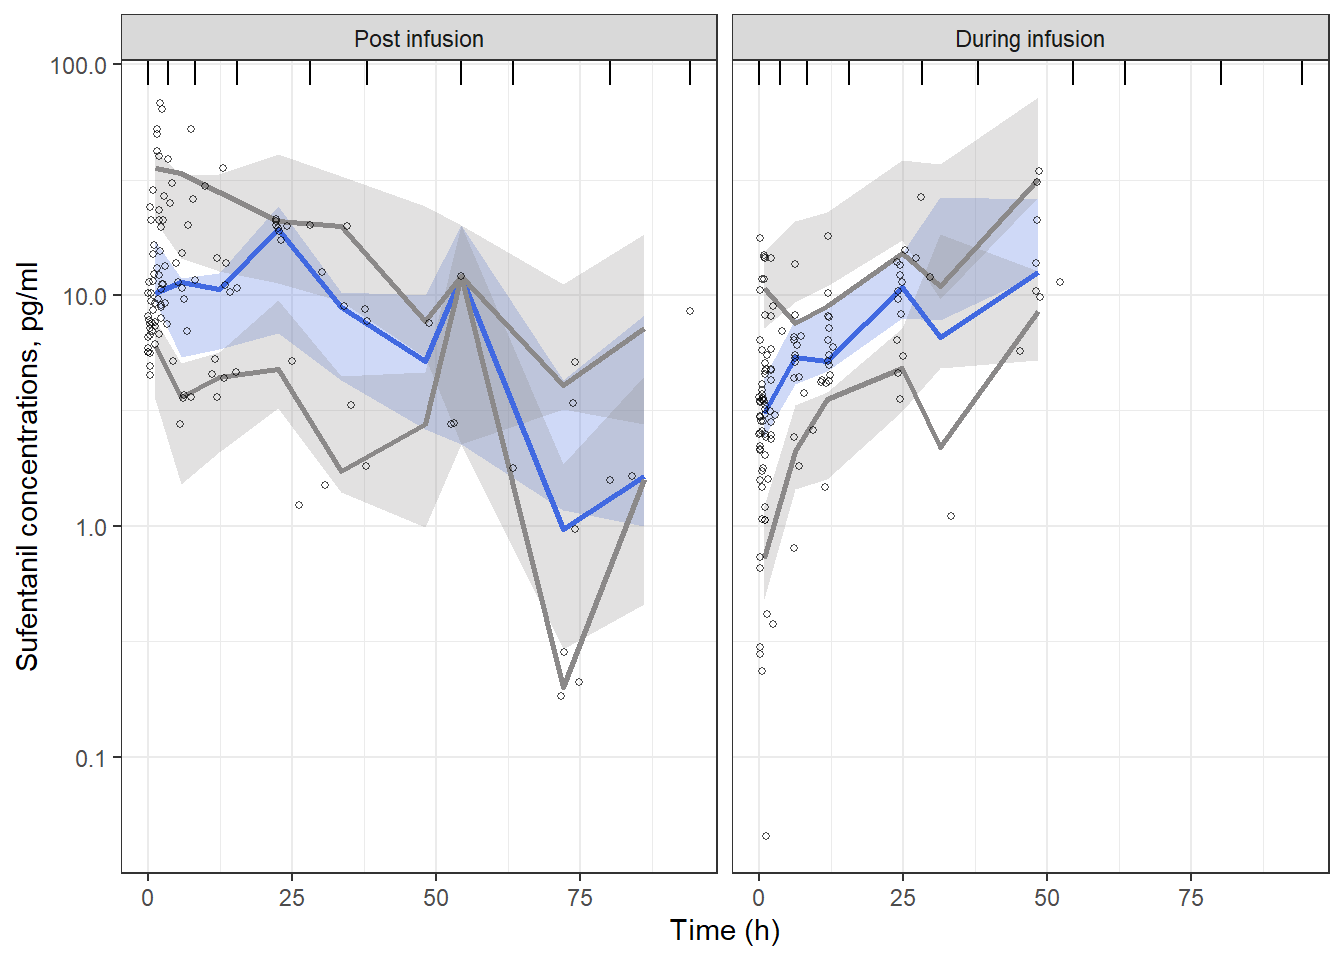 Post infusion
During infusion
Sufentanil concentrations, pg/ml
100.0
10.0
1.0
0.1
0 25 50 75
0 25 50 75
Time (h)